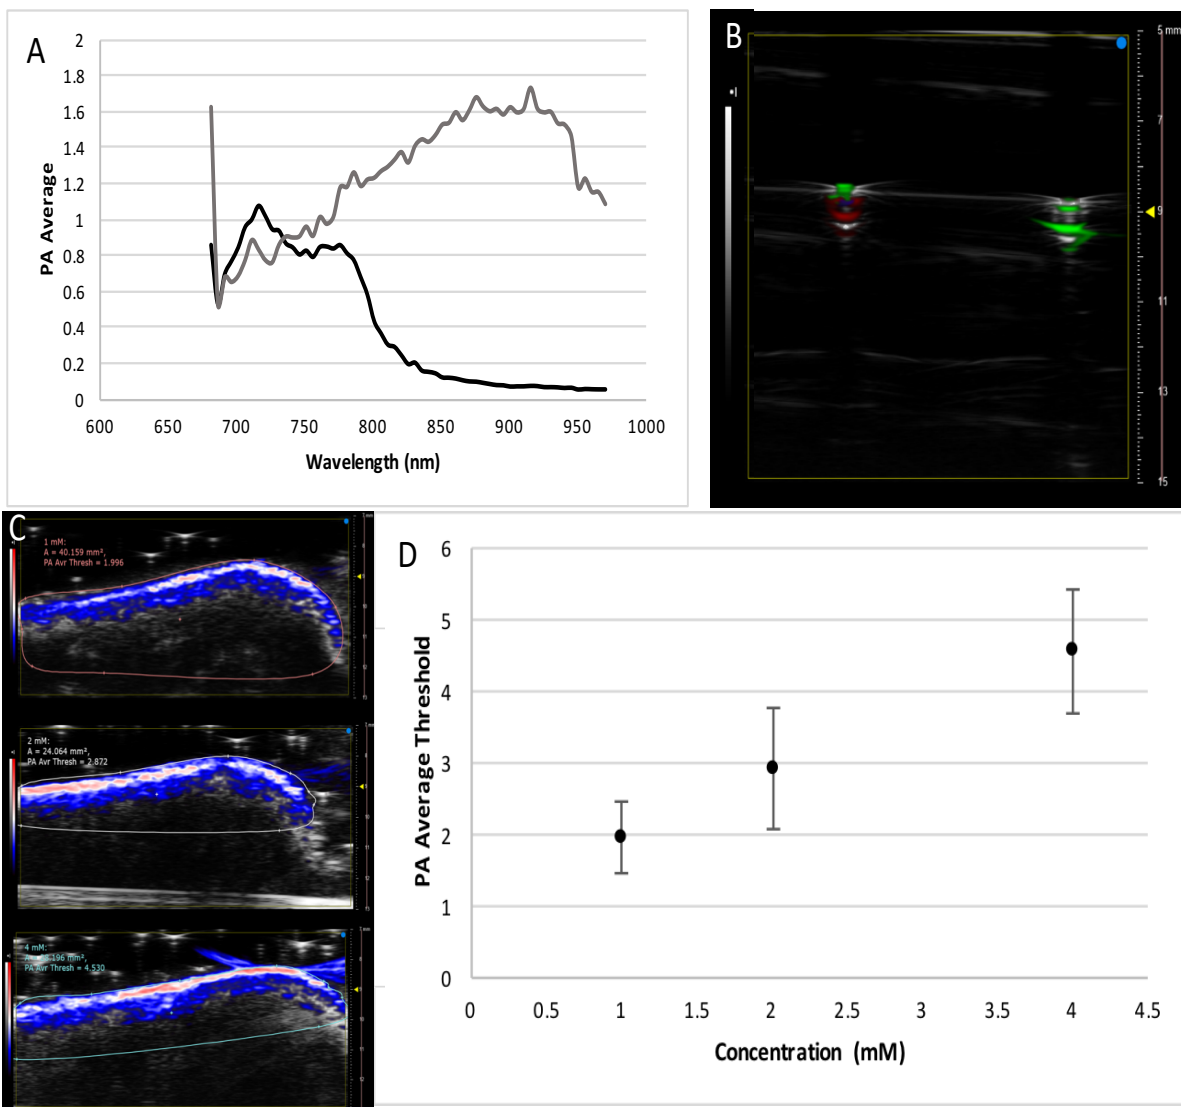 A
2
1.8
1.6
1.4
1.2
1
0.8
0.6
0.4
0.2
0
PA Average
600 650 700 750 800 850 900 950 1000
Wavelength (nm)
B
5 mm
7
9
11
13
15
C
1 mM:
A = 40.159 mm²,
PA Avr Thresh = 1.996
2 mM:
A = 24.064 mm²,
PA Avr Thresh = 2.872
4 mM:
A = .196 mm²,
PA Avr Thresh = 4.530
D
6
5
4
3
2
1
0
PA Average Threshold
0 0.5 1 1.5 2 2.5 3 3.5 4 4.5
Concentration (mM)